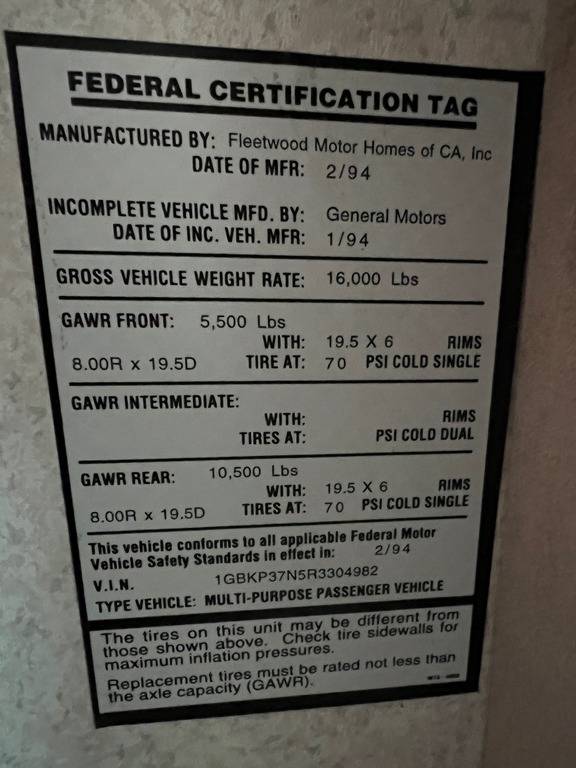 FEDERAL CERTIFICATION TAG
MANUFACTURED BY: Fleetwood Motor Homes of CA, Inc
DATE OF MFR: 2/94
INCOMPLETE VEHICLE MFD. BY: General Motors
DATE OF INC. VEH. MFR: 1/94
GROSS VEHICLE WEIGHT RATE: 16,000 Lbs
GAWR FRONT: 5,500 Lbs
WITH: 19.5 X 6 RIMS
8.00R x 19.5D TIRE AT: 70 PSI COLD SINGLE
GAWR INTERMEDIATE:
WITH: RIMS
TIRES AT: PSI COLD DUAL
GAWR REAR: 10,500 Lbs
WITH: 19.5 X 6 RIMS
8.00R x 19.5D TIRES AT: 70 PSI COLD SINGLE
This vehicle conforms to all applicable Federal Motor
Vehicle Safety Standards in effect in: 2/94
V.I.N. 1GBKP37N5R3304982
TYPE VEHICLE: MULTI-PURPOSE PASSENGER VEHICLE
The tires on this unit may be different from
those shown above. Check tire sidewalls for
maximum inflation pressures.
Replacement tires must be rated not less than
the axle capacity (GAWR).